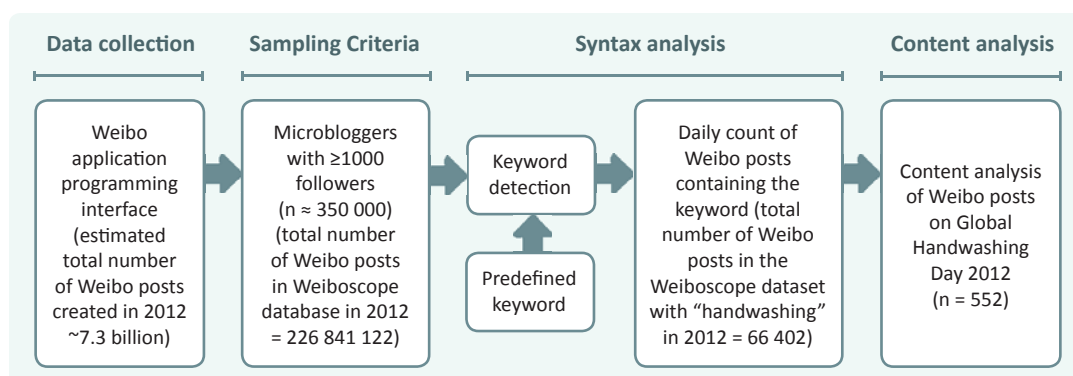 Data collection
Sampling Criteria
Syntax analysis
Content analysis
Weibo
application
programming
interface
(estimated
total number
of Weibo posts
created in 2012
~7.3 billion)
Microbloggers
with ≥1000
followers
(n ≈ 350 000)
(total number
of Weibo posts
in Weiboscope
database in 2012
= 226 841 122)
Keyword
detection
Predefined
keyword
Daily count of
Weibo posts
containing the
keyword (total
number of Weibo
posts in the
Weiboscope dataset
with “handwashing”
in 2012 = 66 402)
Content analysis
of Weibo posts
on Global
Handwashing
Day 2012
(n = 552)